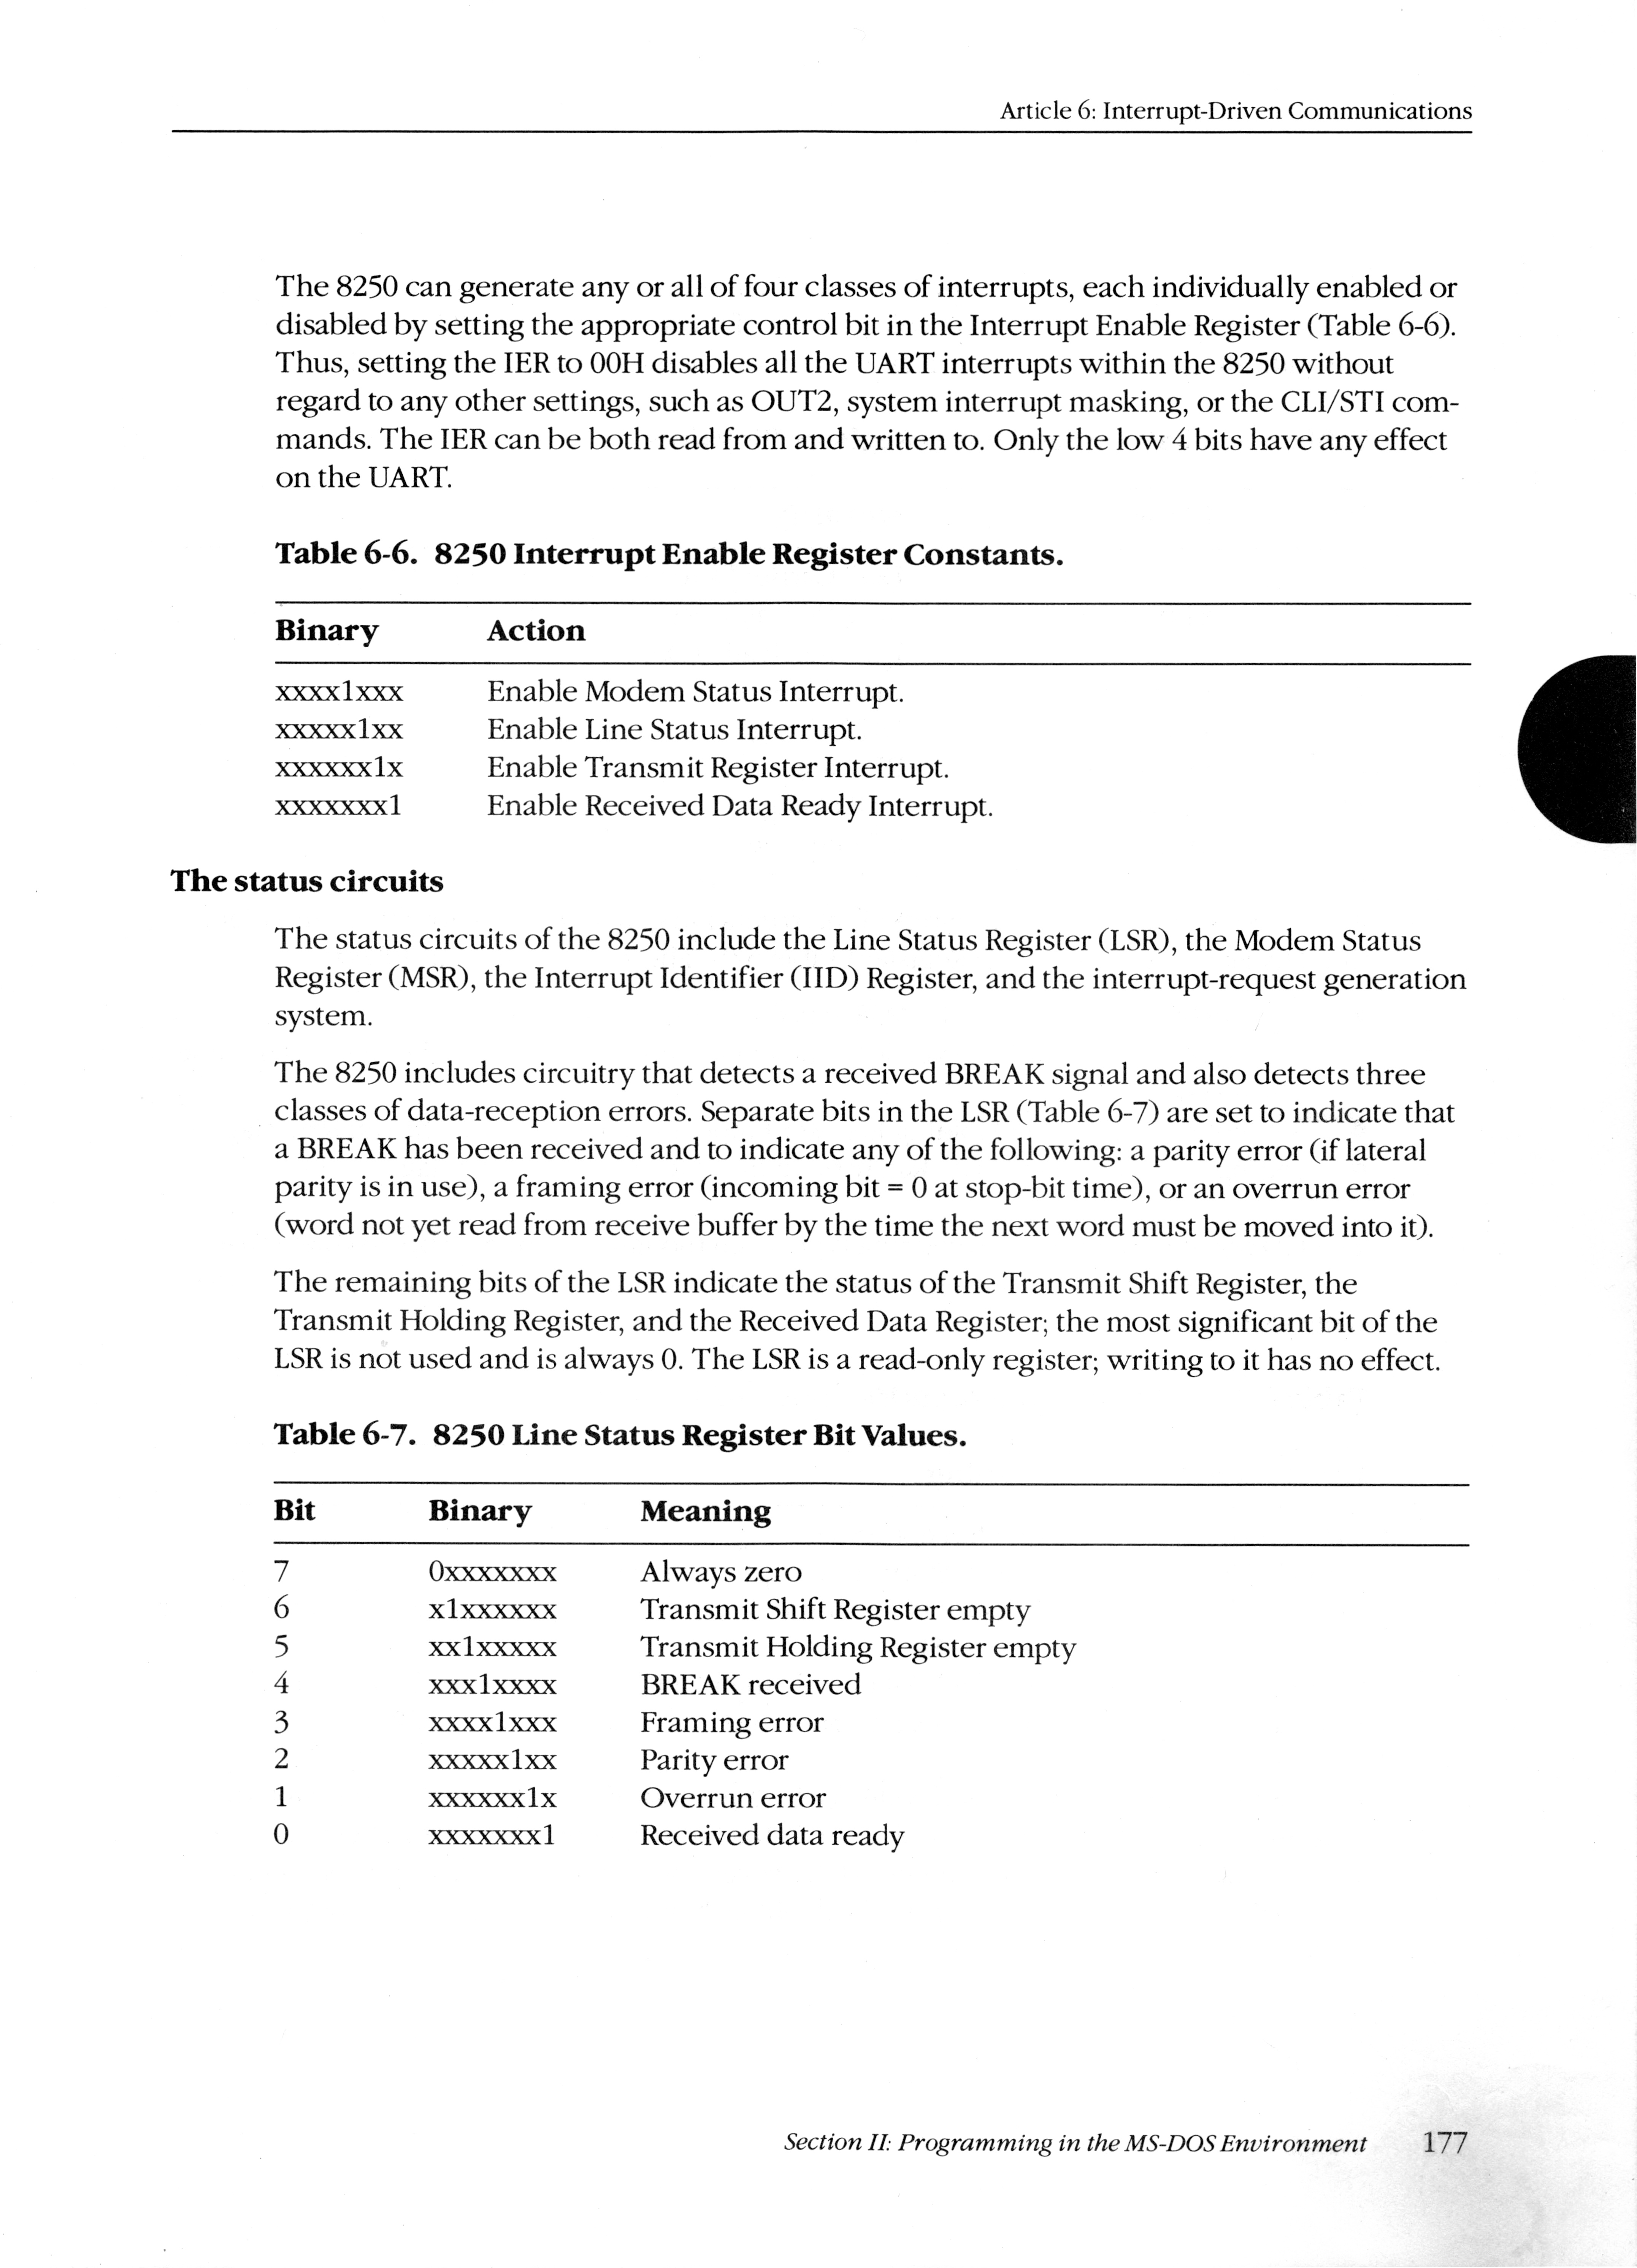 Article 6: Interrupt-Driven Communications
The 8250 can generate any or all of four classes of interrupts, each individually enabled or
disabled by setting the appropriate control bit in the Interrupt Enable Register (Table 6-6).
Thus, setting the IER to 00H disables all the UART interrupts within the 8250 without
regard to any other settings, such as OUT2, system interrupt masking, or the CLI/STI com-
mands. The IER can be both read from and written to. Only the low 4 bits have any effect
on the UART.
Table 6-6. 8250 Interrupt Enable Register Constants.
Binary Action
xxxx1xxx Enable Modem Status Interrupt.
xxxxx1xx Enable Line Status Interrupt.
xxxxxx1x Enable Transmit Register Interrupt.
xxxxxxx1 Enable Received Data Ready Interrupt.
The status circuits
The status circuits of the 8250 include the Line Status Register (LSR), the Modem Status
Register (MSR), the Interrupt Identifier (IID) Register, and the interrupt-request generation
system.
The 8250 includes circuitry that detects a received BREAK signal and also detects three
classes of data-reception errors. Separate bits in the LSR (Table 6-7) are set to indicate that
a BREAK has been received and to indicate any of the following: a parity error (if lateral
parity is in use), a framing error (incoming bit = 0 at stop-bit time), or an overrun error
(word not yet read from receive buffer by the time the next word must be moved into it).
The remaining bits of the LSR indicate the status of the Transmit Shift Register, the
Transmit Holding Register, and the Received Data Register; the most significant bit of the
LSR is not used and is always 0. The LSR is a read-only register; writing to it has no effect.
Table 6-7. 8250 Line Status Register Bit Values.
Bit Binary Meaning
7 0xxxxxxx Always zero
6 x1xxxxxx Transmit Shift Register empty
5 xx1xxxxx Transmit Holding Register empty
4 xxx1xxxx BREAK received
3 xxxx1xxx Framing error
2 xxxxx1xx Parity error
1 xxxxxx1x Overrun error
0 xxxxxxx1 Received data ready
Section II: Programming in the MS-DOS Environment 177